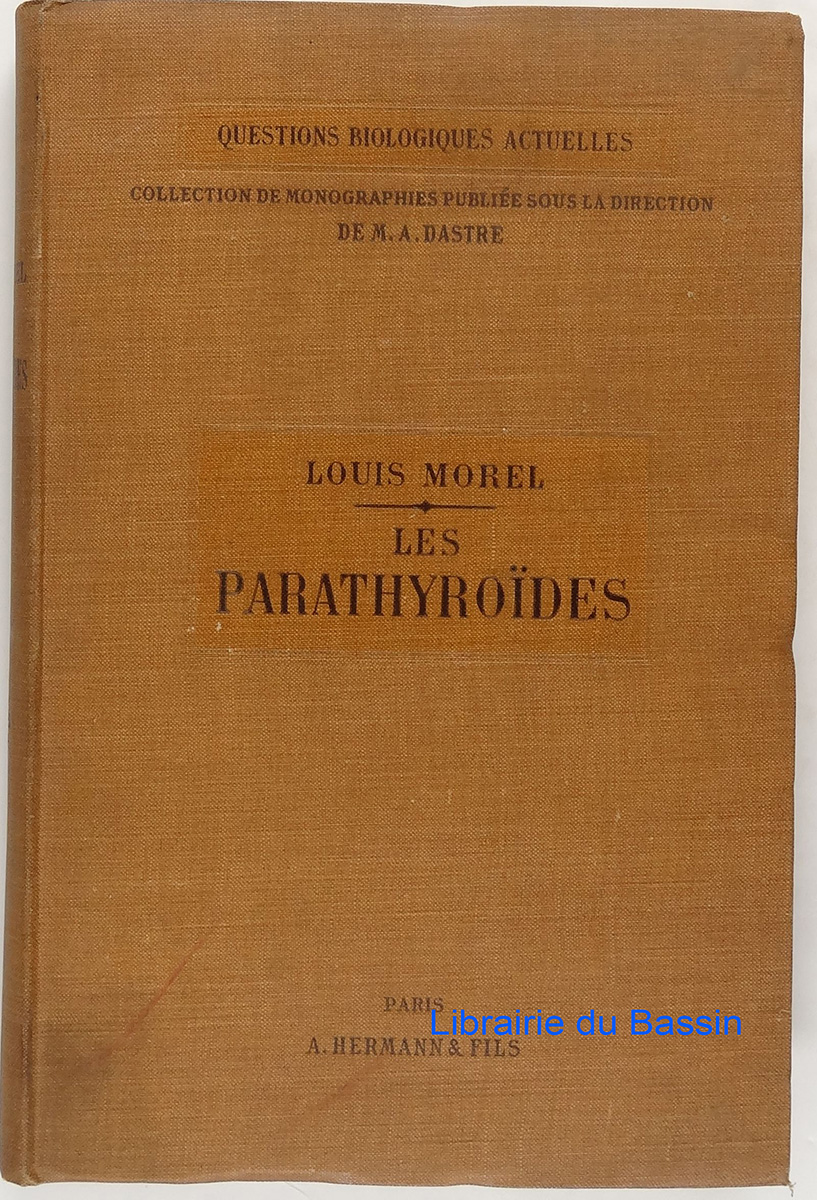 QUESTIONS BIOLOGIQUES ACTUELLES
COLLECTION DE MONOGRAPHIES PUBLIÉE SOUS LA DIRECTION
DE M. A. DASTRE
LOUIS MOREL
LES
PARATHYROÏDES
PARIS
Librairie du Bassin
A. HERMANN & FILS